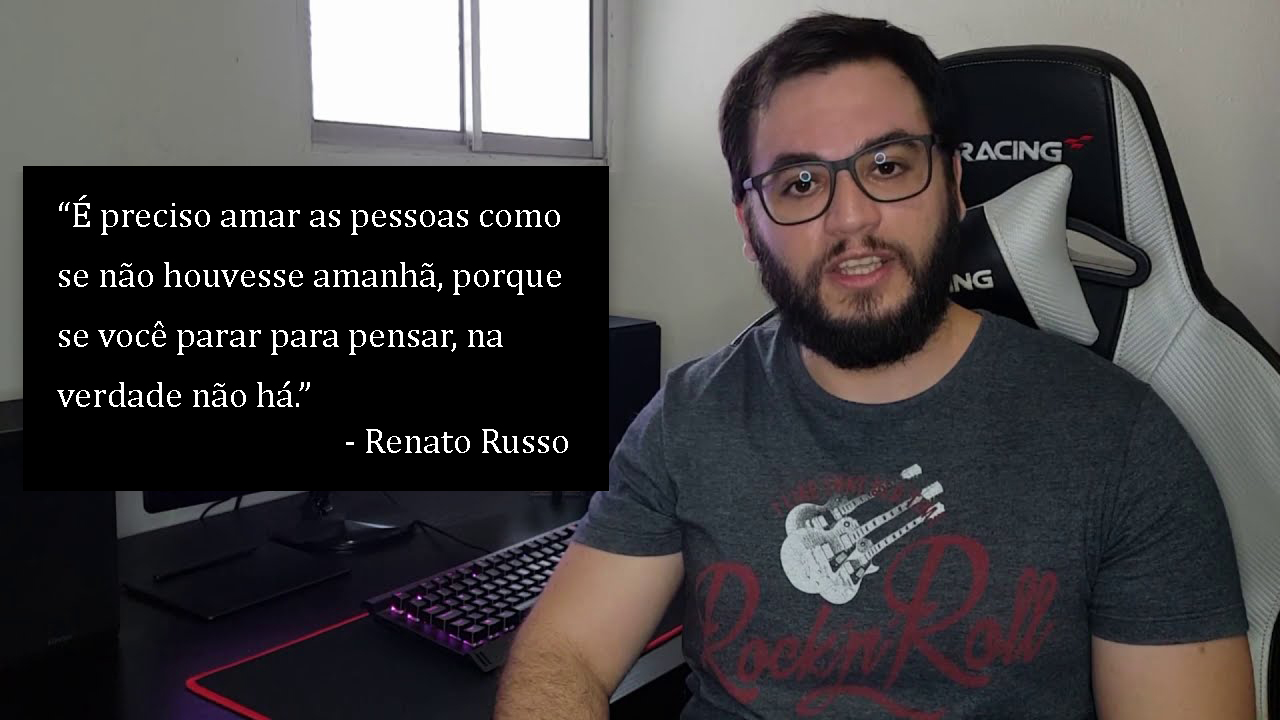 “É preciso amar as pessoas como
se não houvesse amanhã, porque
se você parar para pensar, na
verdade não há.”
- Renato Russo
RACING
NG
Rock n' Roll